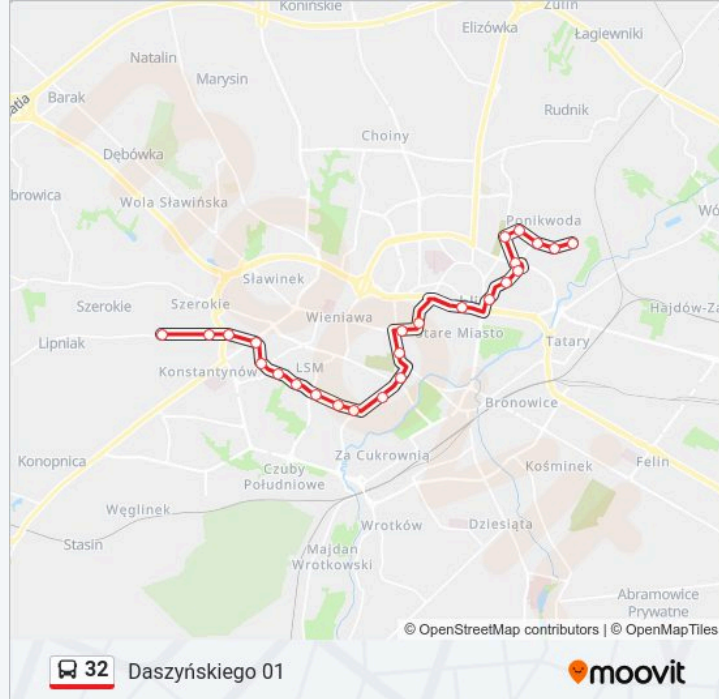 Konińskie
Zulin
Elizówka
Łagiewniki
Natalin
Marysin
Barak
Rudnik
Choiny
Dębówka
browica
Ponikwoda
Wola Sławińska
Sławinek
Szerokie
Szerokie
Hajdów-Za
Wieniawa
Lipniak
Stare Miasto
Tatary
Konstantynów
LSM
Bronowice
Za Cukrownią
Konopnica
Czuby
Południowe
Kośminek
Felin
Węglinek
Wrotków
Dziesiąta
Stasin
Majdan
Wrotkowski
Abramowice
Prywatne
© OpenStreetMap contributors | © OpenMapTiles
32 Daszyńskiego 01
moovit